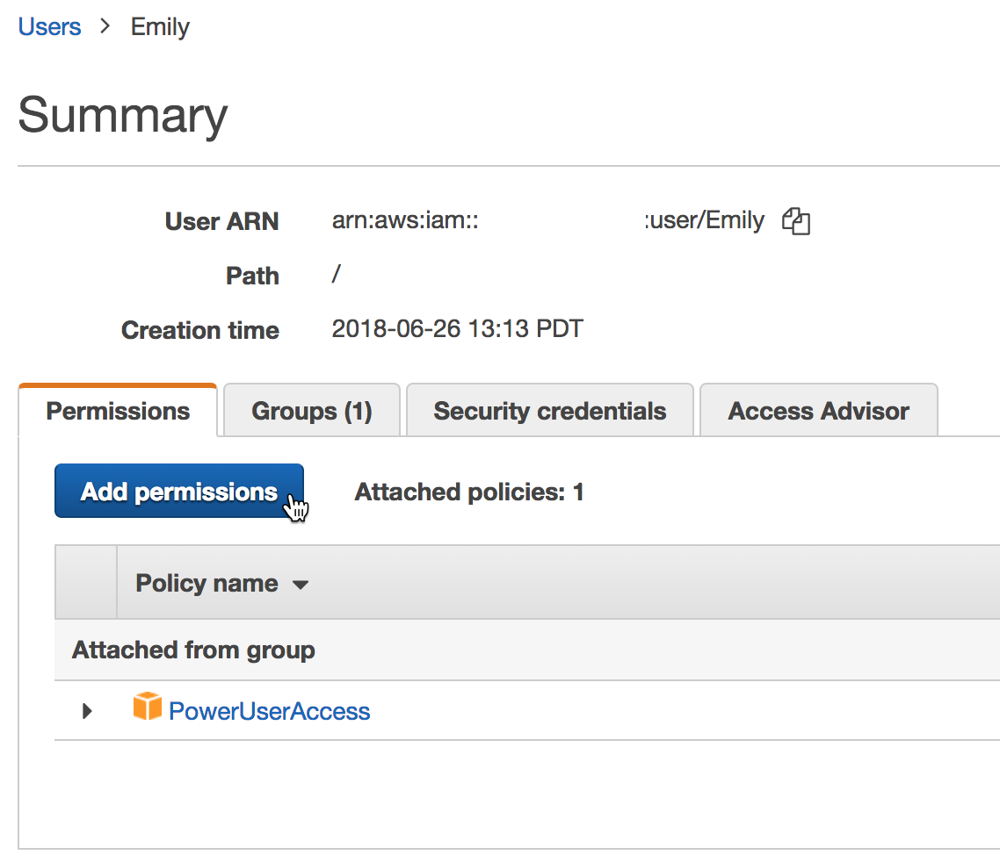 Users > Emily
Summary
User ARN arn:aws:iam:: :user/Emily
Path /
Creation time 2018-06-26 13:13 PDT
Permissions Groups (1) Security credentials Access Advisor
Add permissions Attached policies: 1
Policy name
Attached from group
PowerUserAccess